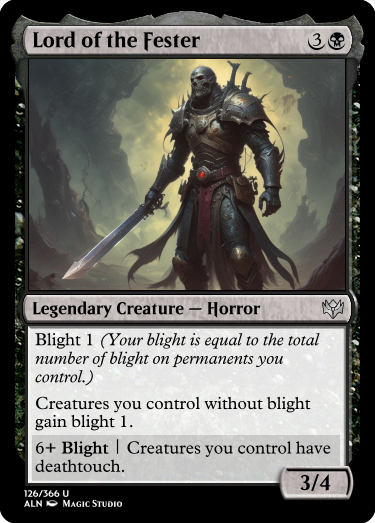 Lord of the Fester 3
Legendary Creature — Horror
Blight 1 (Your blight is equal to the total
number of blight on permanents you
control.)
Creatures you control without blight
gain blight 1.
6+ Blight | Creatures you control have
deathtouch.
3/4
126/366 U
ALN Magic Studio